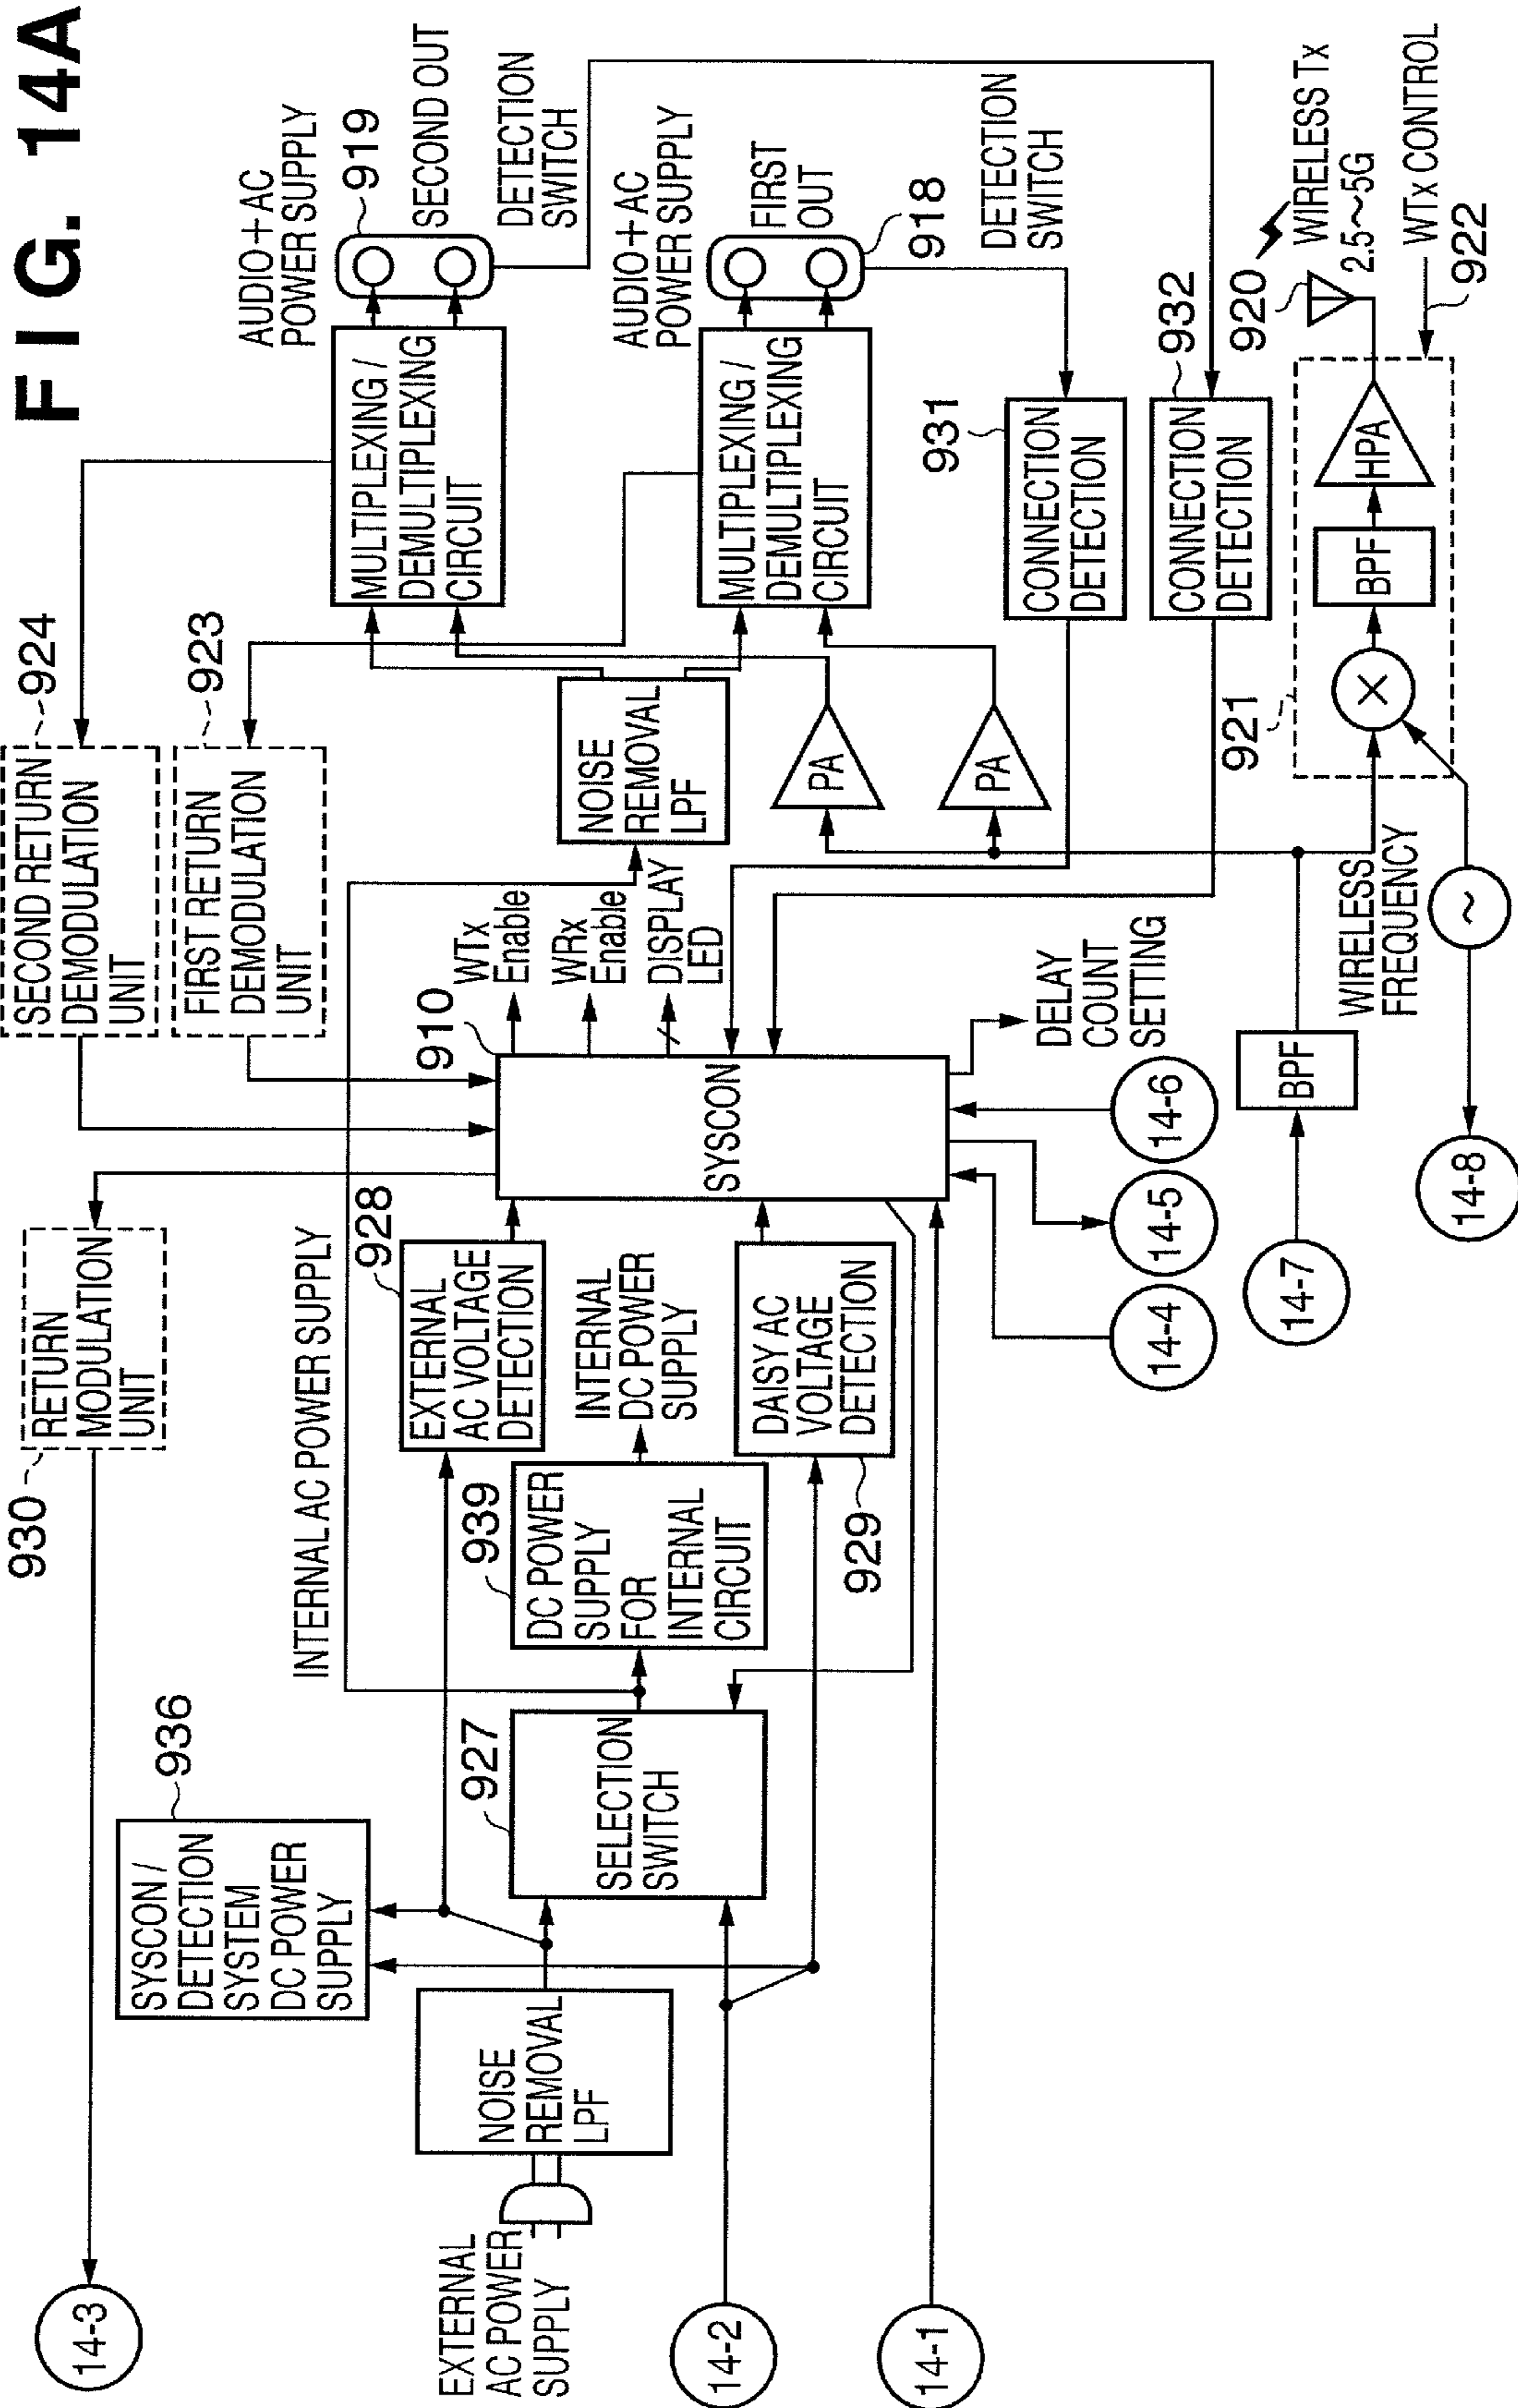 FIG. 14A
14-3
930
RETURN
MODULATION
UNIT
SECOND RETURN
DEMODULATION
UNIT
924
FIRST RETURN
DEMODULATION
UNIT
923
SYSCON /
DETECTION
SYSTEM
DC POWER
SUPPLY
936
INTERNAL AC POWER SUPPLY
EXTERNAL
AC POWER
SUPPLY
NOISE
REMOVAL
LPF
SELECTION
SWITCH
927
DC POWER
SUPPLY
FOR
INTERNAL
CIRCUIT
939
INTERNAL
DC POWER
SUPPLY
EXTERNAL
AC VOLTAGE
DETECTION
928
DAISY AC
VOLTAGE
DETECTION
929
14-2
14-1
SYSCON
910
WTx
Enable
WRx
Enable
DISPLAY
LED
DELAY
COUNT
SETTING
14-4
14-5
14-6
NOISE
REMOVAL
LPF
PA
PA
MULTIPLEXING /
DEMULTIPLEXING
CIRCUIT
AUDIO+AC
POWER SUPPLY
919
SECOND OUT
DETECTION
SWITCH
MULTIPLEXING /
DEMULTIPLEXING
CIRCUIT
AUDIO+AC
POWER SUPPLY
FIRST
OUT
918
DETECTION
SWITCH
931
CONNECTION
DETECTION
932
CONNECTION
DETECTION
14-7
BPF
WIRELESS
FREQUENCY
~
14-8
921
×
BPF
HPA
920
WIRELESS Tx
2.5~5G
WTx CONTROL
922